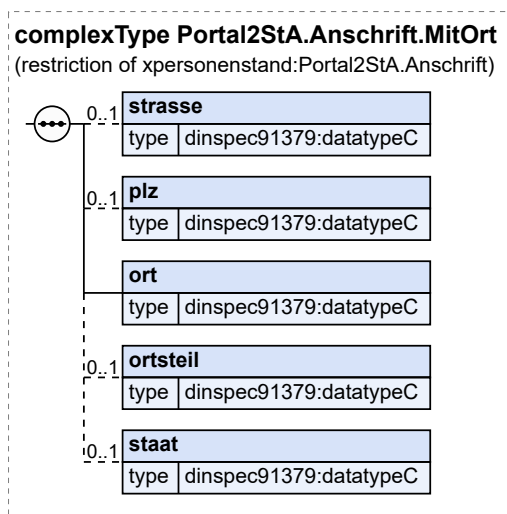 complexType Portal2StA.Anschrift.MitOrt
(restriction of xpersonenstand:Portal2StA.Anschrift)
0..1 strasse
type dinspec91379:datatypeC
0..1 plz
type dinspec91379:datatypeC
ort
type dinspec91379:datatypeC
0..1 ortsteil
type dinspec91379:datatypeC
0..1 staat
type dinspec91379:datatypeC